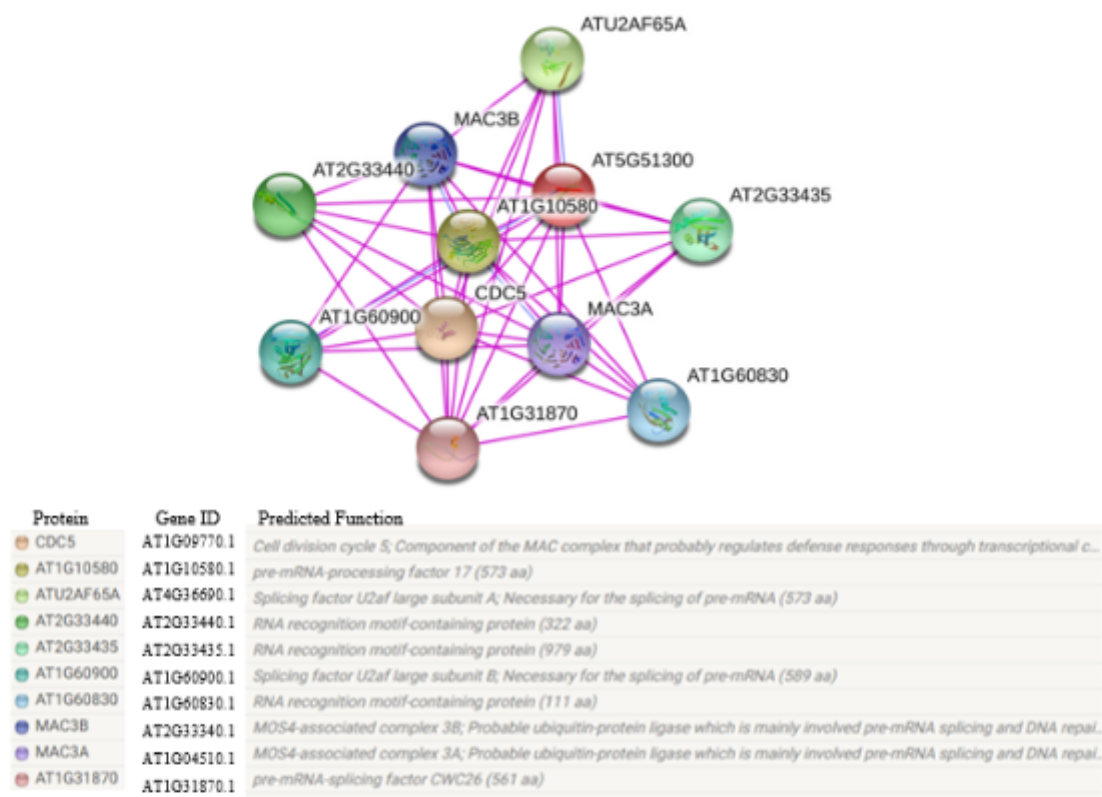 ATU2AF65A
MAC3B
AT5G51300
AT2G33440
AT2G33435
AT1G10580
CDC5
MAC3A
AT1G60900
AT1G60830
AT1G31870
Protein Gene ID Predicted Function
CDC5 AT1G09770.1 Cell division cycle 5; Component of the MAC complex that probably regulates defense responses through transcriptional c...
AT1G10580 AT1G10580.1 pre-mRNA-processing factor 17 (573 aa)
ATU2AF65A AT4G36690.1 Splicing factor U2af large subunit A; Necessary for the splicing of pre-mRNA (573 aa)
AT2G33440 AT2G33440.1 RNA recognition motif-containing protein (322 aa)
AT2G33435 AT2G33435.1 RNA recognition motif-containing protein (979 aa)
AT1G60900 AT1G60900.1 Splicing factor U2af large subunit B; Necessary for the splicing of pre-mRNA (589 aa)
AT1G60830 AT1G60830.1 RNA recognition motif-containing protein (111 aa)
MAC3B AT2G33340.1 MOS4-associated complex 3B; Probable ubiquitin-protein ligase which is mainly involved pre-mRNA splicing and DNA repai..
MAC3A AT1G04510.1 MOS4-associated complex 3A; Probable ubiquitin-protein ligase which is mainly involved pre-mRNA splicing and DNA repai..
AT1G31870 AT1G31870.1 pre-mRNA-splicing factor CWC26 (561 aa)